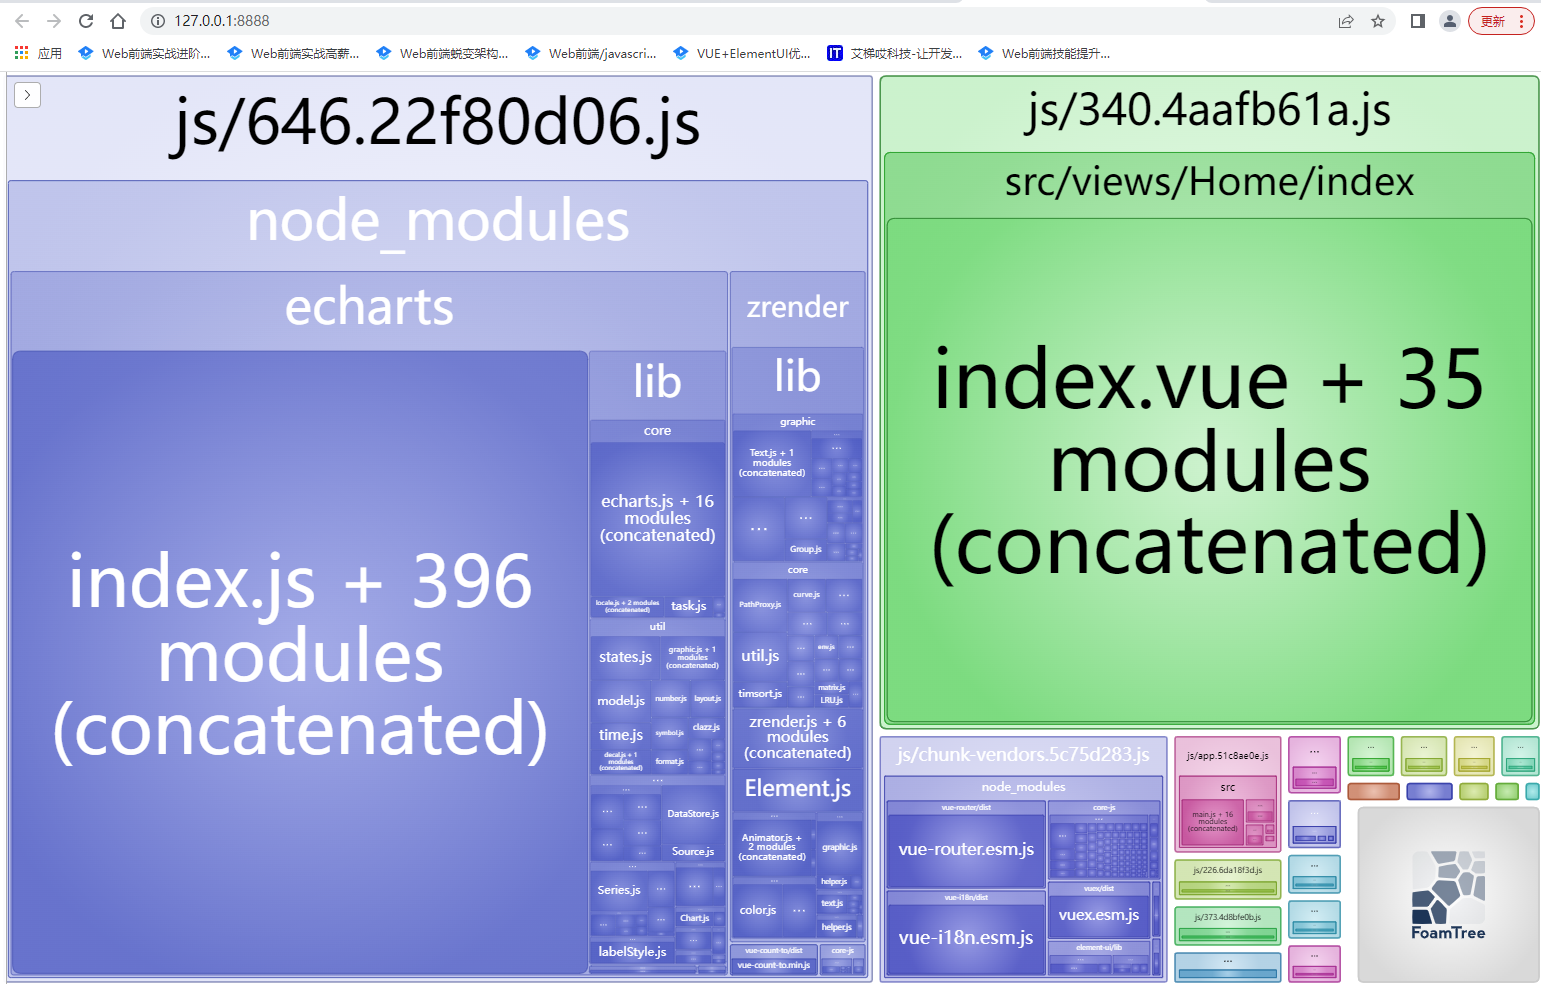 127.0.0.1:8888
更新
应用
Web前端实战进阶...
Web前端实战高薪...
Web前端蜕变架构...
Web前端/javascri...
VUE+ElementUI优...
IT
艾梯哎科技-让开发...
Web前端技能提升...
js/646.22f80d06.js
node_modules
echarts
index.js + 396
modules
(concatenated)
lib
core
echarts.js + 16
modules
(concatenated)
locale.js + 2 modules
(concatenated)
task.js
util
states.js
graphic.js + 1
modules
(concatenated)
model.js
number.js
layout.js
time.js
symbol.js
clazz.js
decal.js + 1
modules
(concatenated)
format.js
...
DataStore.js
Source.js
Series.js
Chart.js
labelStyle.js
zrender
lib
graphic
Text.js + 1
modules
(concatenated)
...
Group.js
core
PathProxy.js
curve.js
util.js
env.js
timsort.js
matrix.js
LRU.js
zrender.js + 6
modules
(concatenated)
Element.js
Animator.js +
2 modules
(concatenated)
graphic.js
helper.js
color.js
text.js
helper.js
vue-count-to/dist
vue-count-to.min.js
core-js
js/340.4aafb61a.js
src/views/Home/index
index.vue + 35
modules
(concatenated)
js/chunk-vendors.5c75d283.js
node_modules
vue-router/dist
vue-router.esm.js
core-js
vue-i18n/dist
vue-i18n.esm.js
vuex/dist
vuex.esm.js
element-ui/lib
js/app.51c8ae0e.js
src
main.js + 16
modules
(concatenated)
js/226.6da18f3d.js
js/373.4d8bfe0b.js
...
FoamTree